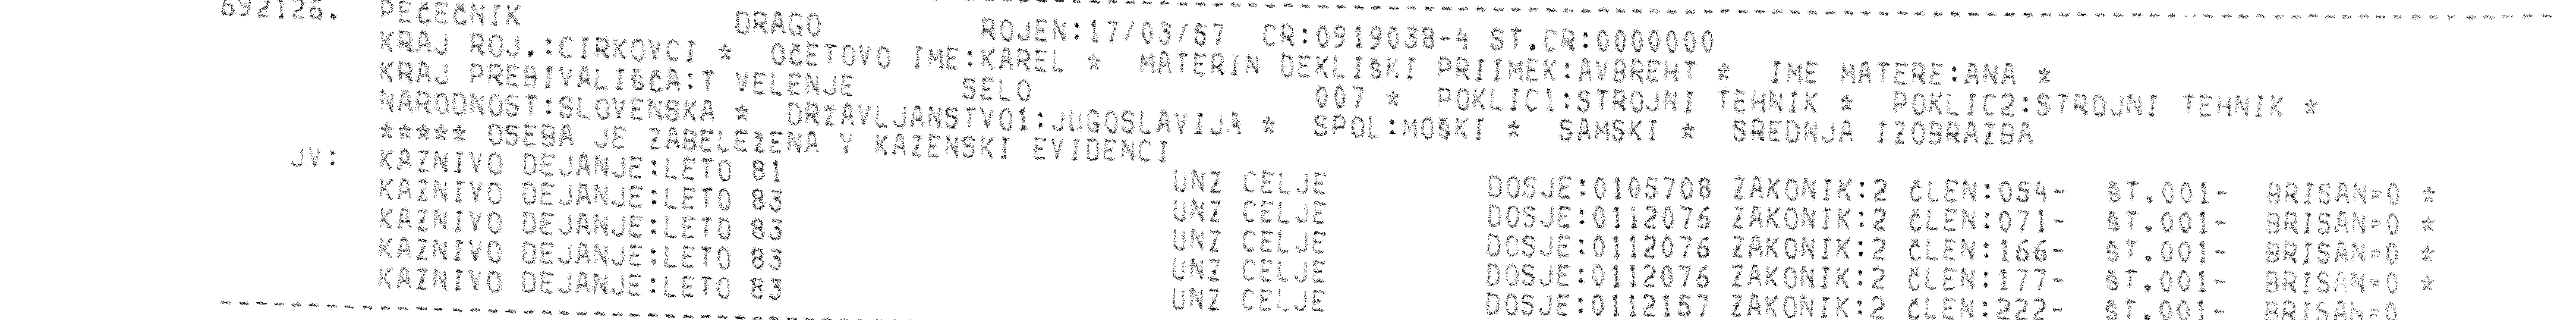 692126. PEČEČNIK DRAGO ROJEN:17/03/57 CR:0919038-4 ŠT.CR:0000000
KRAJ ROJ.:CIRKOVCI * OČETOVO IME:KAREL * MATERIN DEKLIŠKI PRIIMEK:AVBREHT * IME MATERE:ANA *
KRAJ PREBIVALIŠČA:T VELENJE SELO 007 * POKLIC1:STROJNI TEHNIK * POKLIC2:STROJNI TEHNIK *
NARODNOST:SLOVENSKA * DRŽAVLJANSTVO1:JUGOSLAVIJA * SPOL:MOŠKI * SAMSKI * SREDNJA IZOBRAZBA
***** OSEBA JE ZABELEŽENA V KAZENSKI EVIDENCI
JV: KAZNIVO DEJANJE:LETO 81 UNZ CELJE DOSJE:0105708 ZAKONIK:2 ČLEN:054- ŠT.001- BRISAN=0 *
KAZNIVO DEJANJE:LETO 83 UNZ CELJE DOSJE:0112076 ZAKONIK:2 ČLEN:071- ŠT.001- BRISAN=0 *
KAZNIVO DEJANJE:LETO 83 UNZ CELJE DOSJE:0112076 ZAKONIK:2 ČLEN:166- ŠT.001- BRISAN=0 *
KAZNIVO DEJANJE:LETO 83 UNZ CELJE DOSJE:0112076 ZAKONIK:2 ČLEN:177- ŠT.001- BRISAN=0 *
KAZNIVO DEJANJE:LETO 83 UNZ CELJE DOSJE:0112157 ZAKONIK:2 ČLEN:222- ŠT.001- BRISAN=0